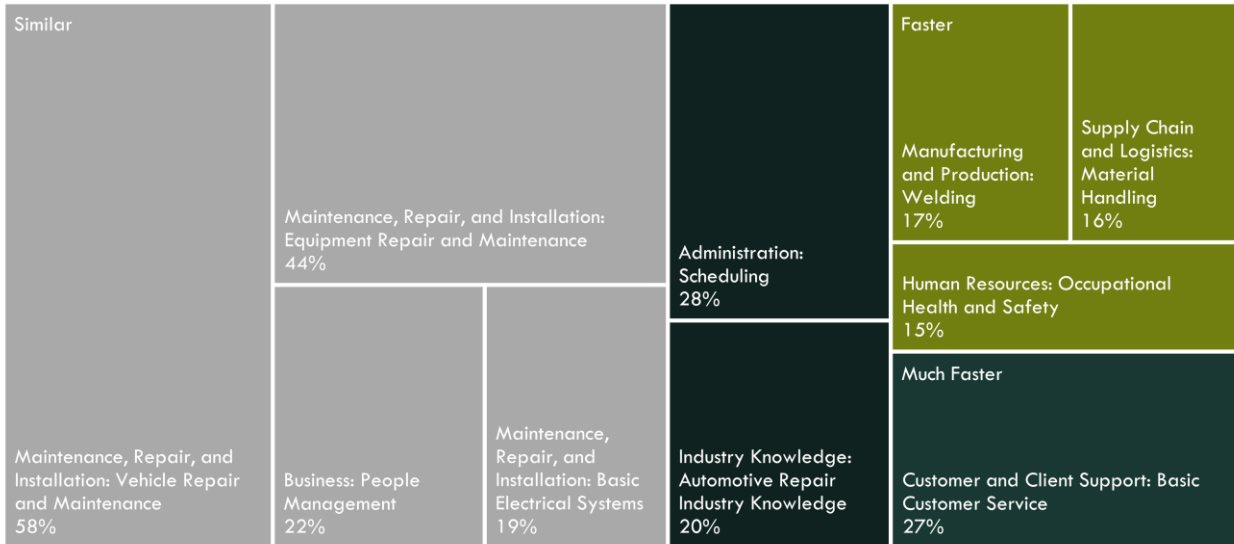 Similar
Maintenance, Repair, and
Installation: Vehicle Repair
and Maintenance
58%
Maintenance, Repair, and Installation:
Equipment Repair and Maintenance
44%
Business: People
Management
22%
Maintenance,
Repair, and
Installation: Basic
Electrical Systems
19%
Administration:
Scheduling
28%
Industry Knowledge:
Automotive Repair
Industry Knowledge
20%
Faster
Manufacturing
and Production:
Welding
17%
Supply Chain
and Logistics:
Material
Handling
16%
Human Resources: Occupational
Health and Safety
15%
Much Faster
Customer and Client Support: Basic
Customer Service
27%